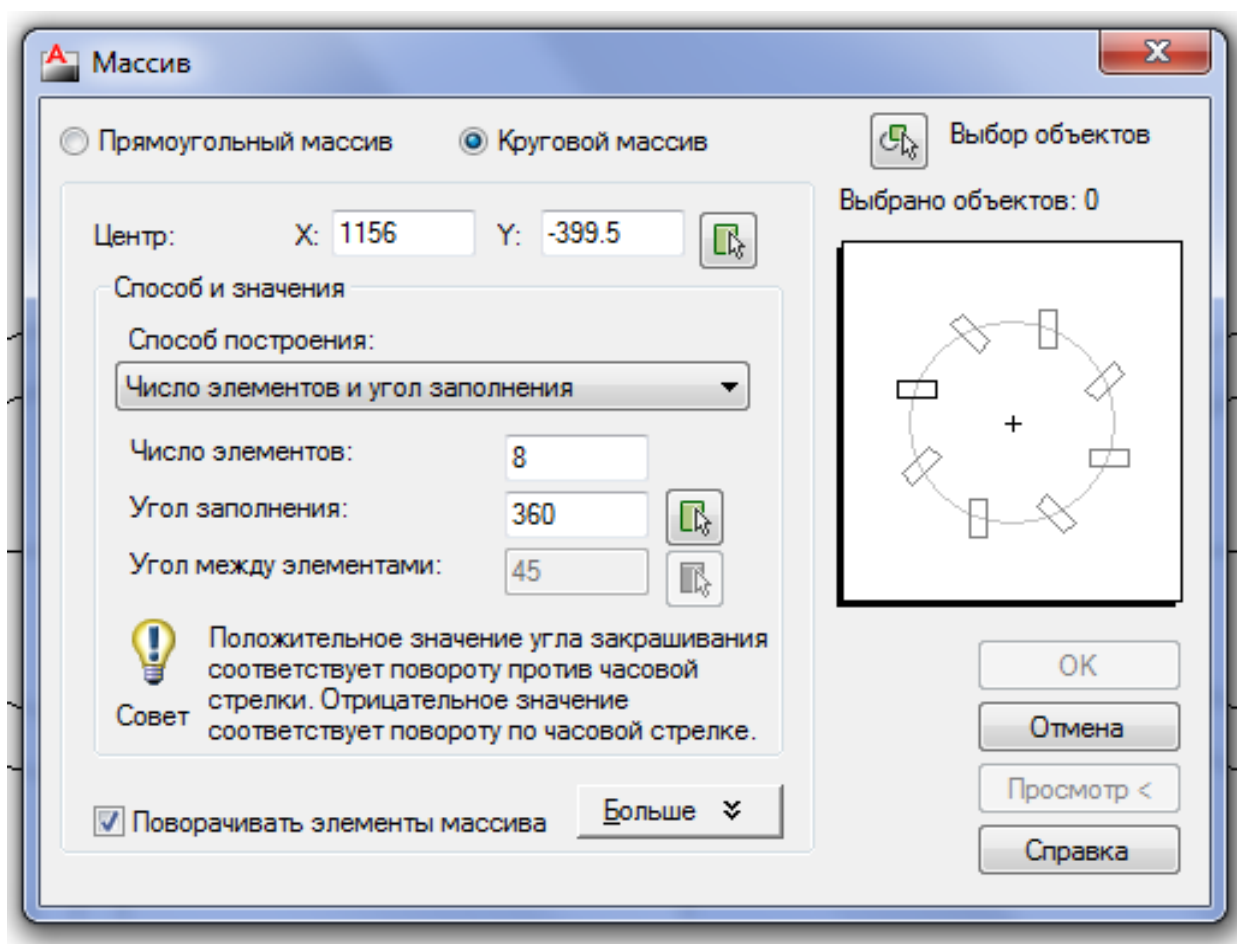 Массив
Прямоугольный массив
Круговой массив
Выбор объектов
Выбрано объектов: 0
Центр: X: 1156 Y: -399.5
Способ и значения
Способ построения:
Число элементов и угол заполнения
Число элементов: 8
Угол заполнения: 360
Угол между элементами: 45
Положительное значение угла закрашивания
соответствует повороту против часовой
стрелки. Отрицательное значение
соответствует повороту по часовой стрелке.
Совет
Поворачивать элементы массива
Больше
OK
Отмена
Просмотр <
Справка